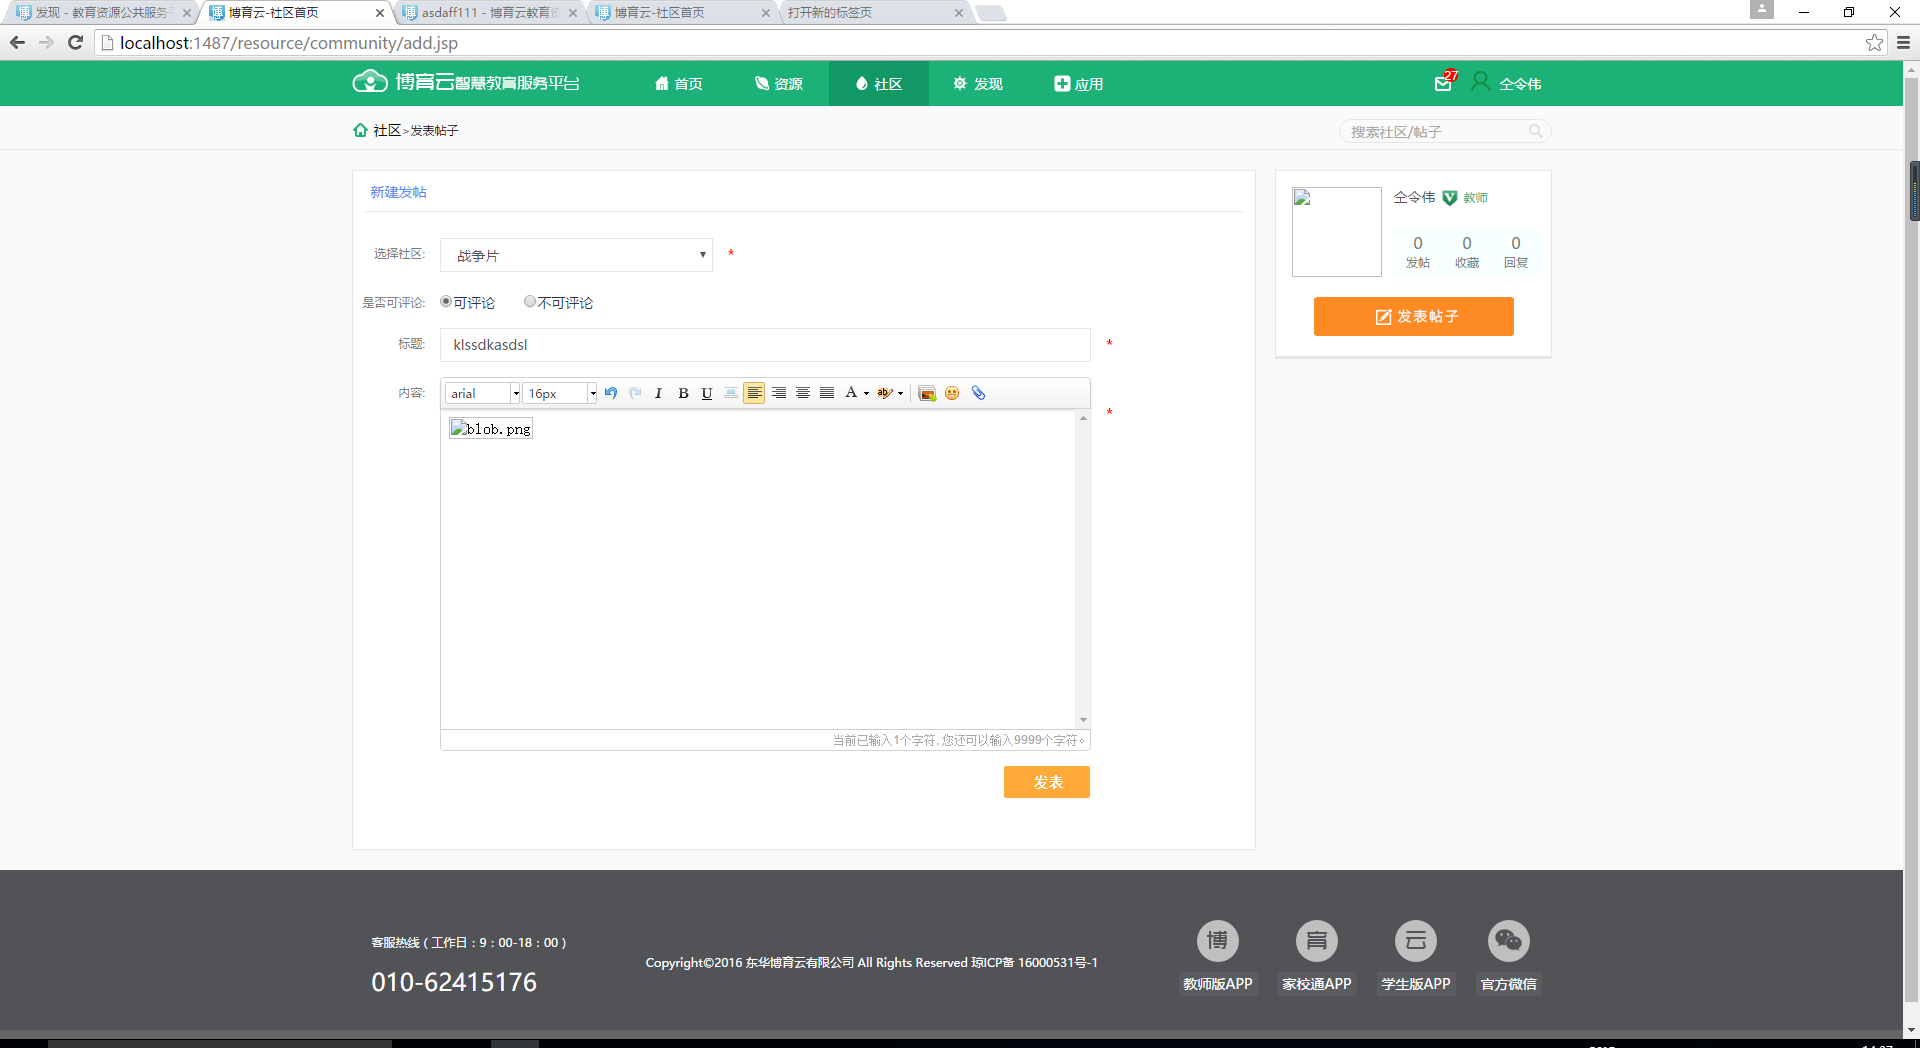 发现 - 教育资源公共服务
博育云-社区首页
asdaff111 - 博育云教育资
博育云-社区首页
打开新的标签页
localhost:1487/resource/community/add.jsp
博育云智慧教育服务平台
首页
资源
社区
发现
应用
27
仝令伟
社区>发表帖子
搜索社区/帖子
新建发帖
选择社区:
战争片
*
是否可评论:
可评论
不可评论
标题:
klssdkasdsl
*
内容:
arial
16px
*
blob.png
当前已输入1个字符, 您还可以输入9999个字符。
发表
仝令伟
教师
0 0 0
发帖 收藏 回复
发表帖子
客服热线 ( 工作日 : 9 : 00-18 : 00 )
010-62415176
Copyright©2016 东华博育云有限公司 All Rights Reserved 琼ICP备 16000531号-1
博
育
云
教师版APP
家校通APP
学生版APP
官方微信